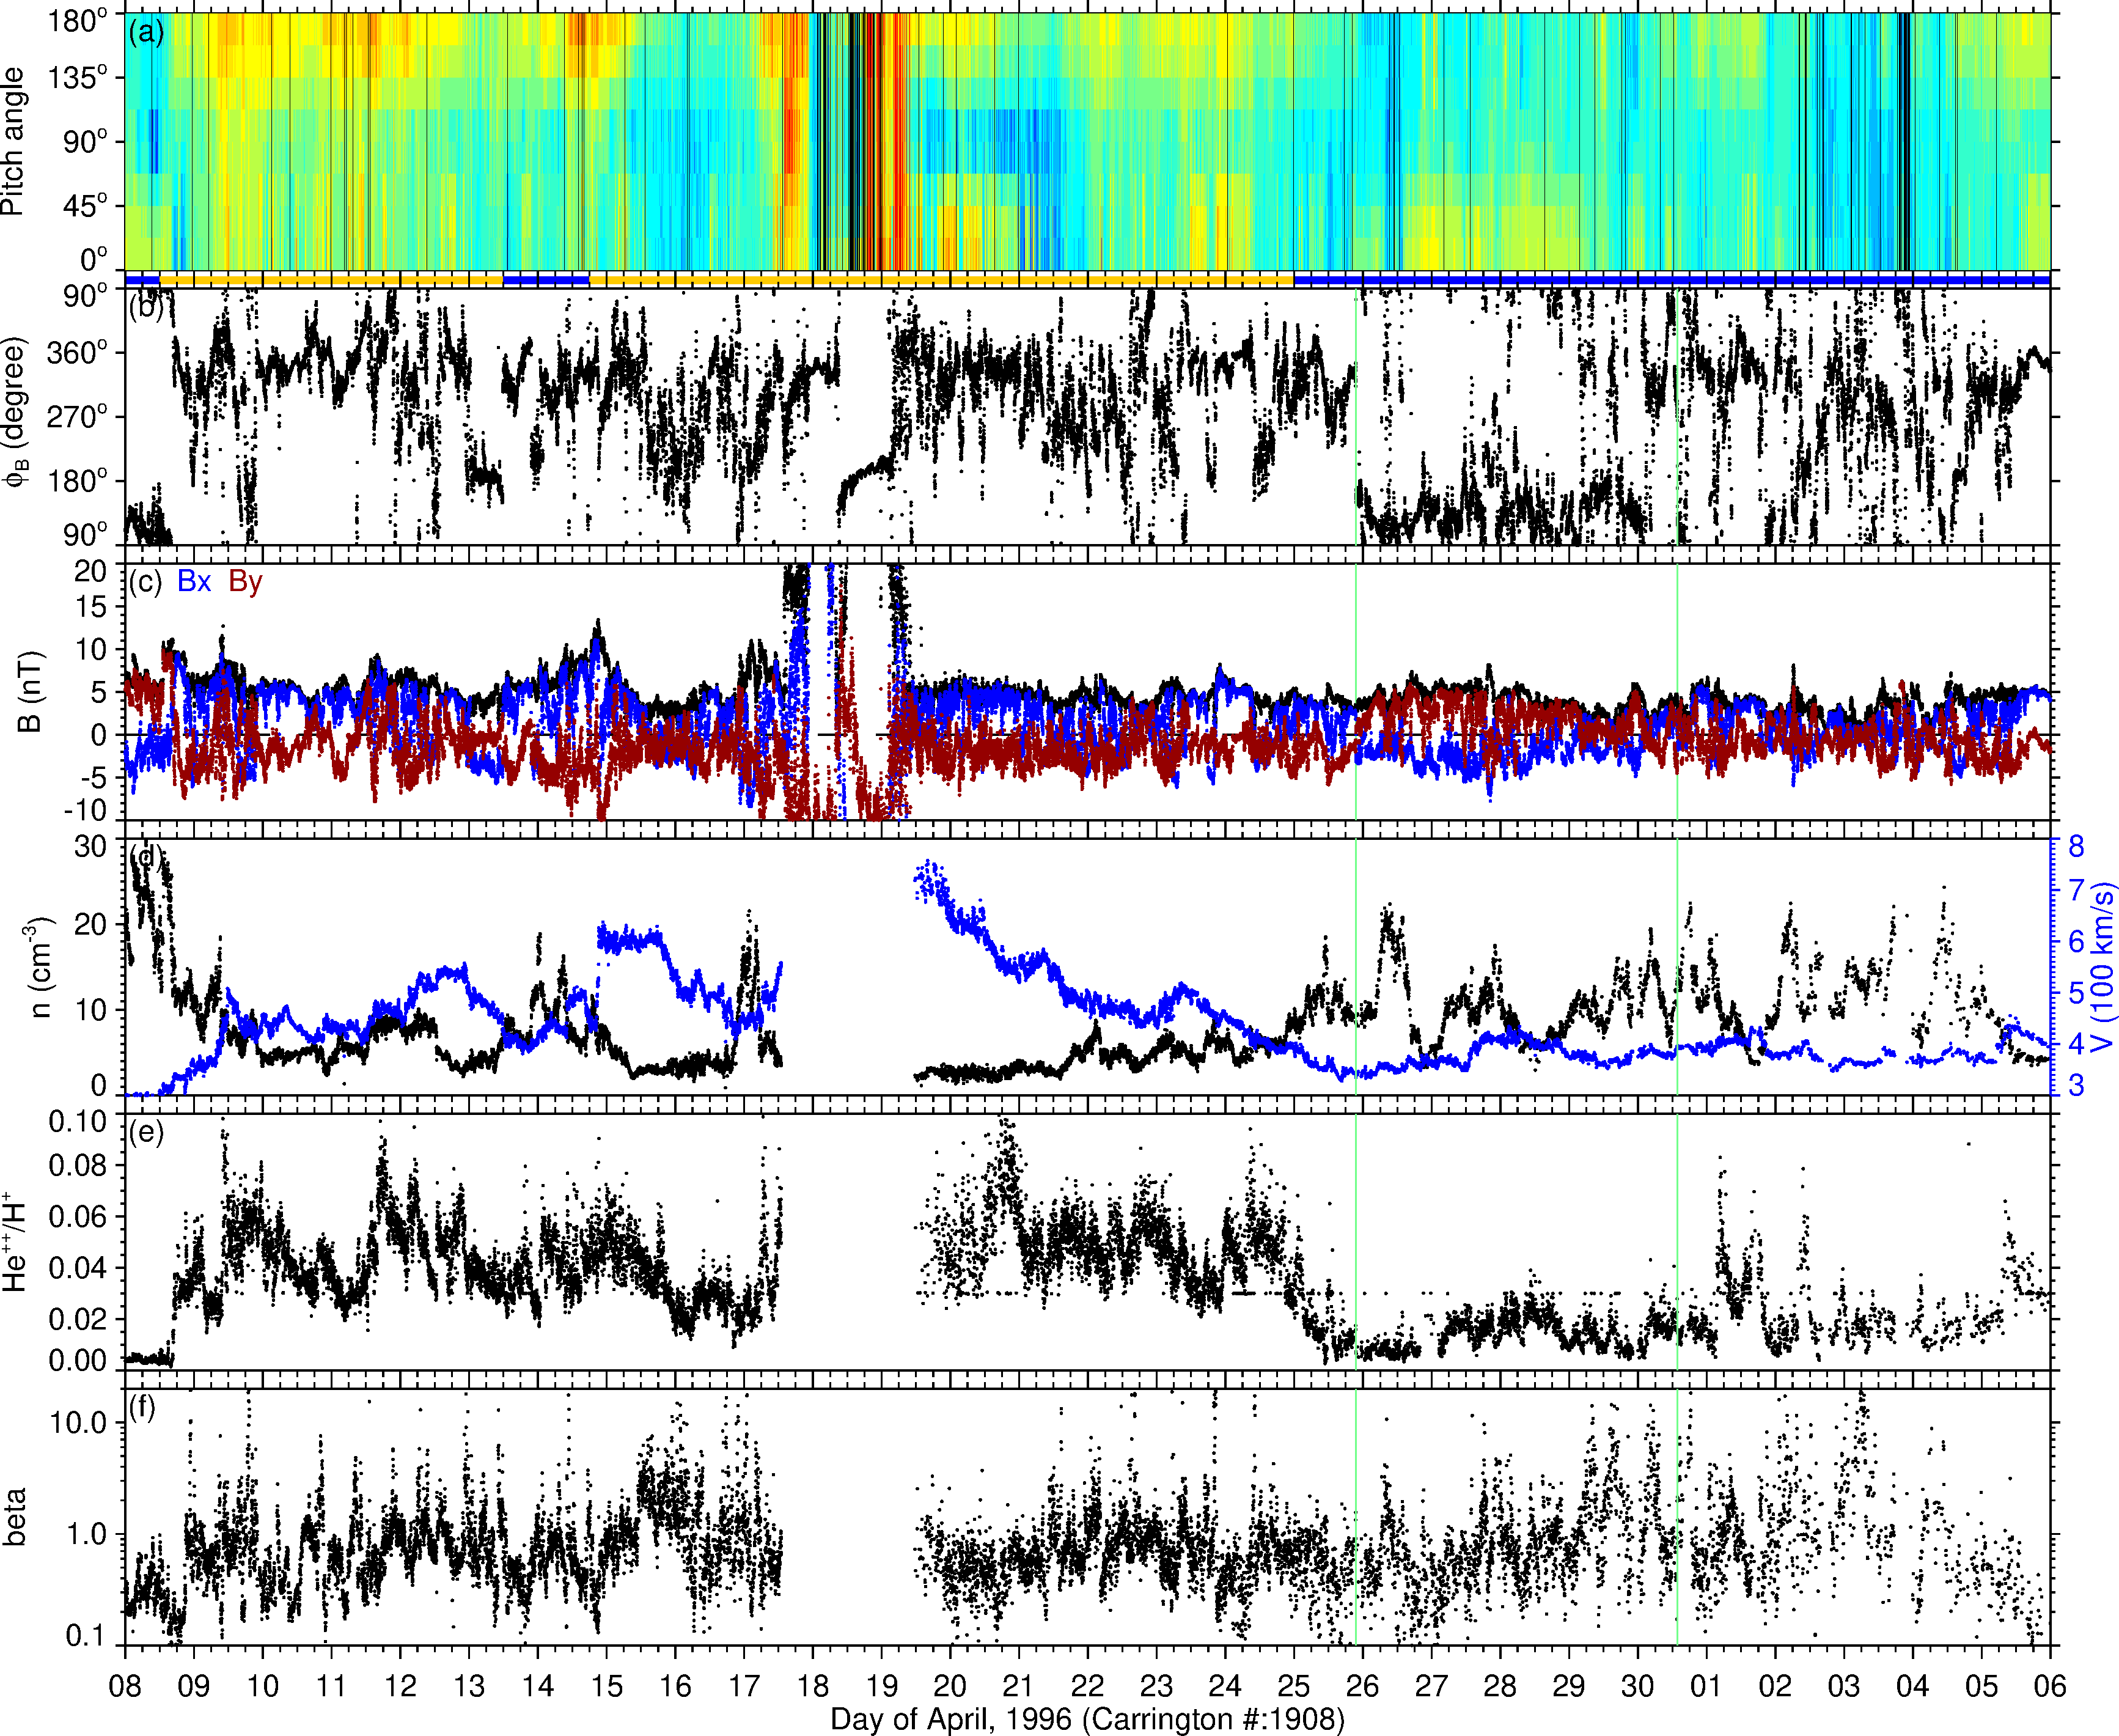 (a)
180°
135°
90°
45°
0°
Pitch angle
(b)
90°
360°
270°
180°
90°
ϕB (degree)
(c) Bx By
20
15
10
5
0
-5
-10
B (nT)
(d)
30
20
10
0
n (cm-3)
8
7
6
5
4
3
V (100 km/s)
(e)
0.10
0.08
0.06
0.04
0.02
0.00
He++/H+
(f)
10.0
1.0
0.1
beta
08 09 10 11 12 13 14 15 16 17 18 19 20 21 22 23 24 25 26 27 28 29 30 01 02 03 04 05 06
Day of April, 1996 (Carrington #:1908)